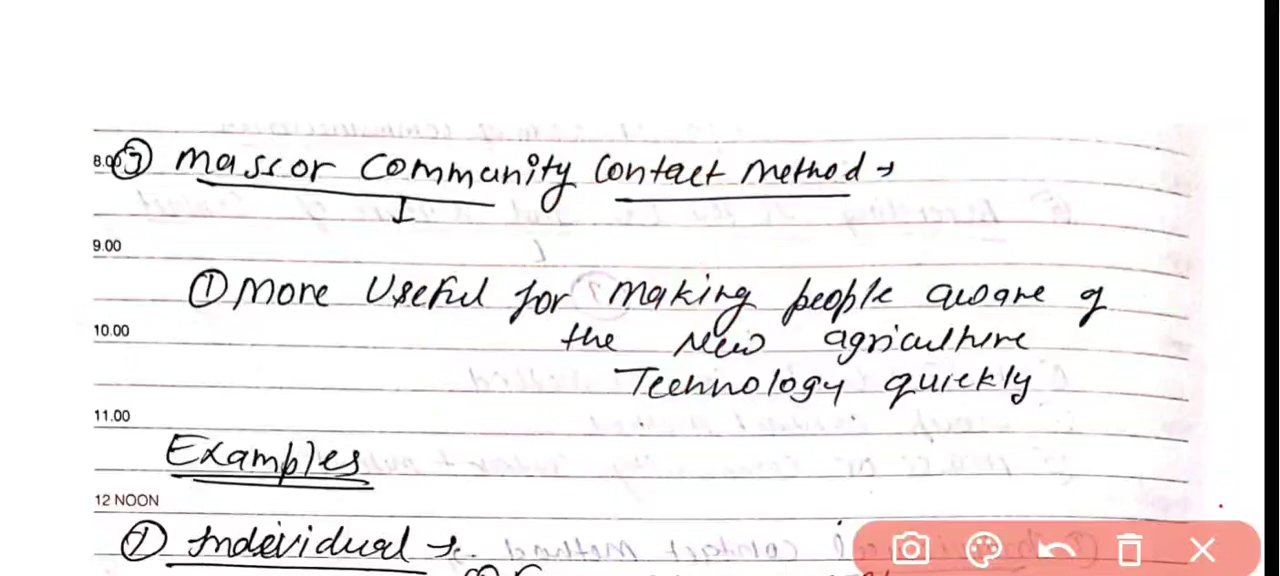 8.00 ③ Mass or Community Contact Method →
9.00
① More Useful for Making people aware of
10.00
the New agriculture
Technology quickly
11.00
Examples
12 NOON
① Individual